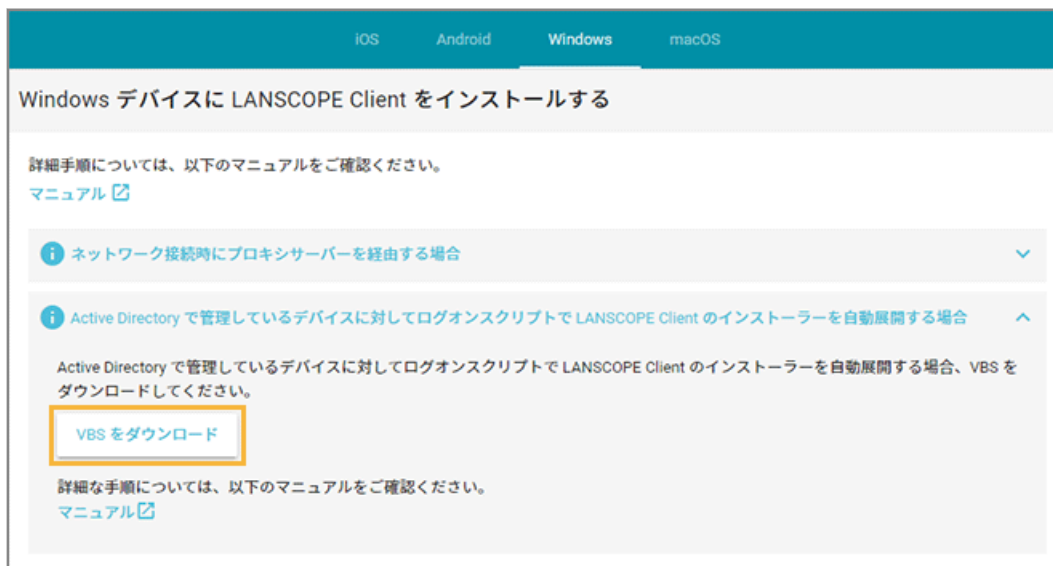 iOS Android Windows macOS
Windows デバイスに LANSCOPE Client をインストールする
詳細手順については、以下のマニュアルをご確認ください。
マニュアル
ネットワーク接続時にプロキシサーバーを経由する場合
Active Directory で管理しているデバイスに対してログオンスクリプトで LANSCOPE Client のインストーラーを自動展開する場合
Active Directory で管理しているデバイスに対してログオンスクリプトで LANSCOPE Client のインストーラーを自動展開する場合、VBS を
ダウンロードしてください。
VBS をダウンロード
詳細な手順については、以下のマニュアルをご確認ください。
マニュアル